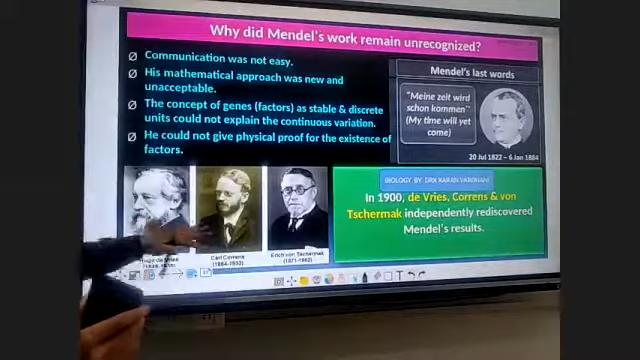 Why did Mendel's work remain unrecognized?
Communication was not easy.
His mathematical approach was new and
unacceptable.
The concept of genes (factors) as stable & discrete
units could not explain the continuous variation.
He could not give physical proof for the existence of
factors.
Mendel's last words
"Meine zeit wird
schon kommen"
(My time will yet
come)
20 Jul 1822 – 6 Jan 1884
Hugo de Vries
Carl Correns
(1864-1933)
Erich von Tschermak
(1871-1962)
BIOLOGY BY DR. KARAN VARDHANI
In 1900, de Vries, Correns & von
Tschermak independently rediscovered
Mendel's results.